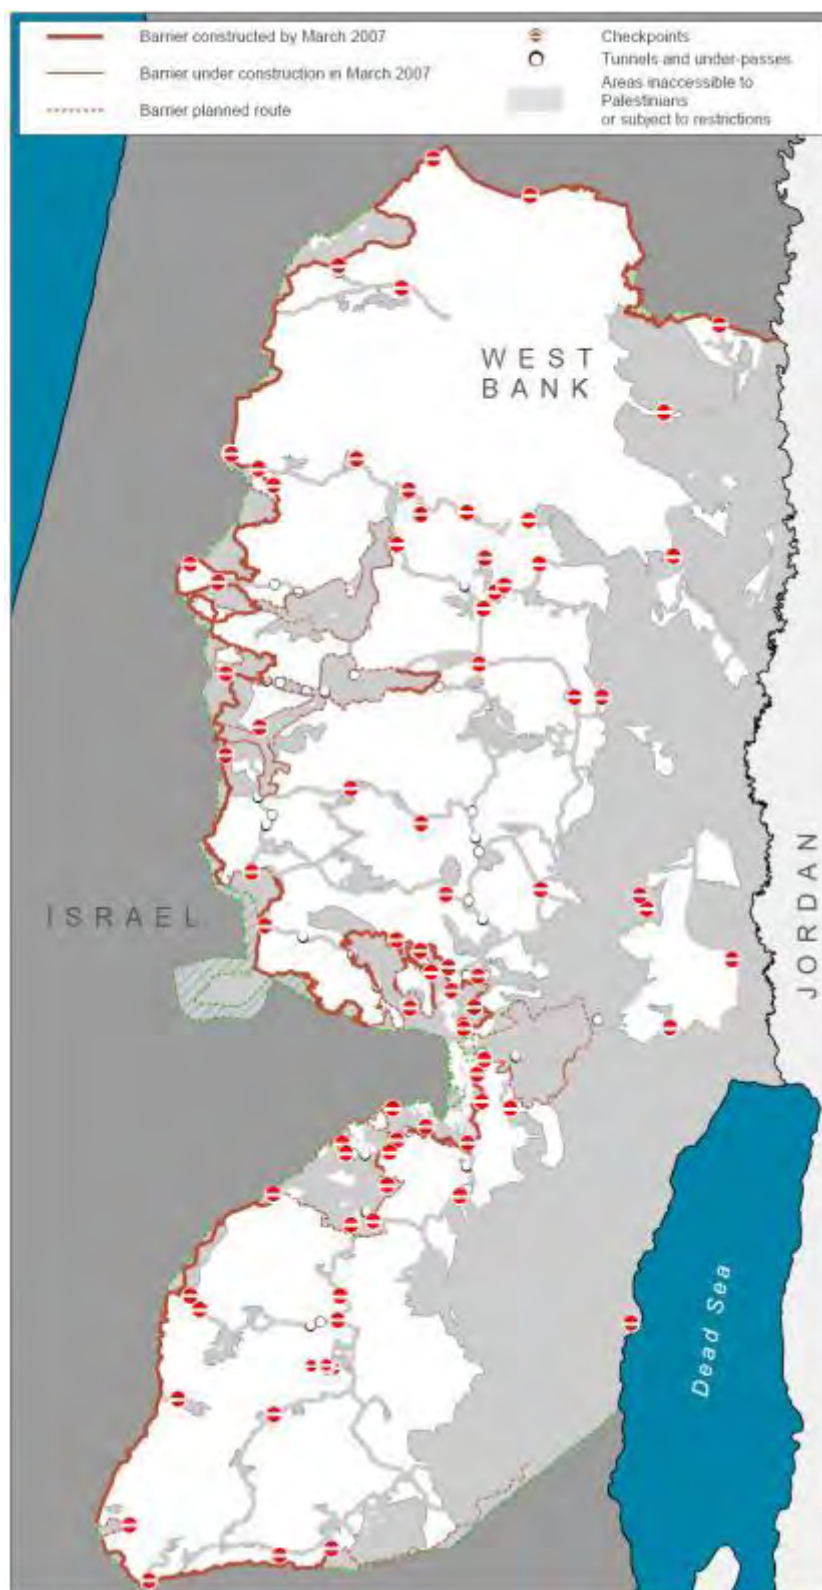 Barrier constructed by March 2007
Barrier under construction in March 2007
Barrier planned route
Checkpoints
Tunnels and under-passes
Areas inaccessible to
Palestinians
or subject to restrictions
WEST
BANK
ISRAEL
JORDAN
Dead Sea